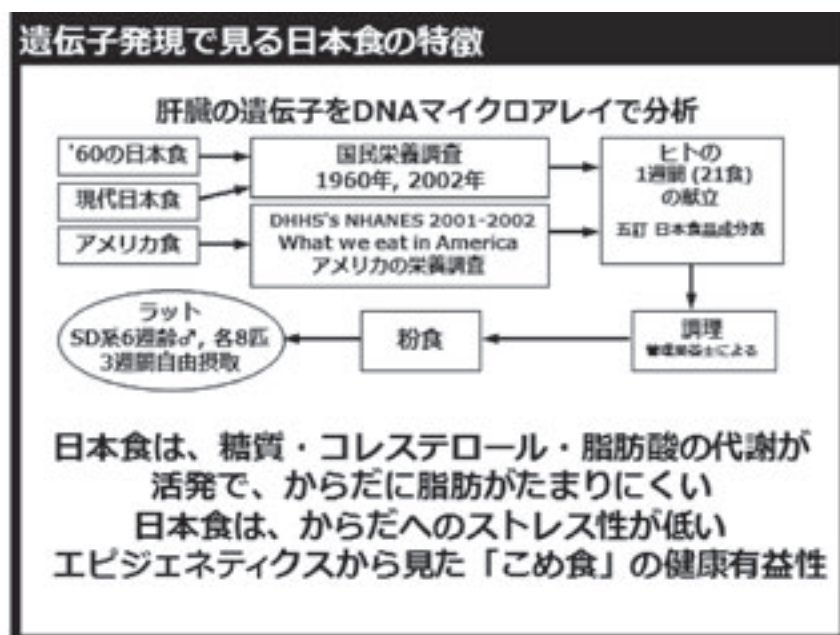 遺伝子発現で見る日本食の特徴
肝臓の遺伝子をDNAマイクロアレイで分析
'60の日本食
現代日本食
アメリカ食
国民栄養調査
1960年, 2002年
DHHS's NHANES 2001-2002
What we eat in America
アメリカの栄養調査
ヒトの
1週間 (21食)
の献立
五訂 日本食品成分表
調理
管理栄養士による
粉食
ラット
SD系6週齢♂, 各8匹
3週間自由摂取
日本食は、糖質・コレステロール・脂肪酸の代謝が
活発で、からだに脂肪がたまりにくい
日本食は、からだへのストレス性が低い
エピジェネティクスから見た「こめ食」の健康有益性